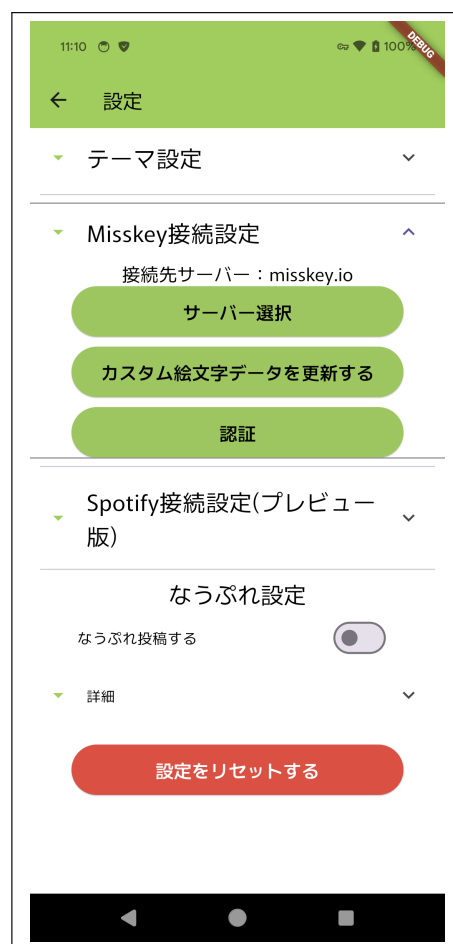 11:10
100%
DEBUG
設定
テーマ設定
Misskey接続設定
接続先サーバー：misskey.io
サーバー選択
カスタム絵文字データを更新する
認証
Spotify接続設定(プレビュー
版)
なうぷれ設定
なうぷれ投稿する
詳細
設定をリセットする